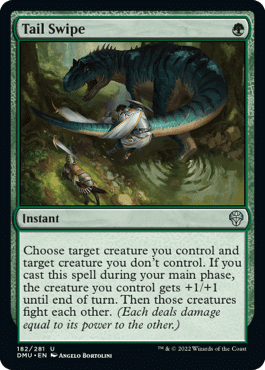 Tail Swipe
Instant
Choose target creature you control and
target creature you don't control. If you
cast this spell during your main phase,
the creature you control gets +1/+1
until end of turn. Then those creatures
fight each other. (Each deals damage
equal to its power to the other.)
182/281 U
DMU • EN Angelo Bortolini
™ & © 2022 Wizards of the Coast